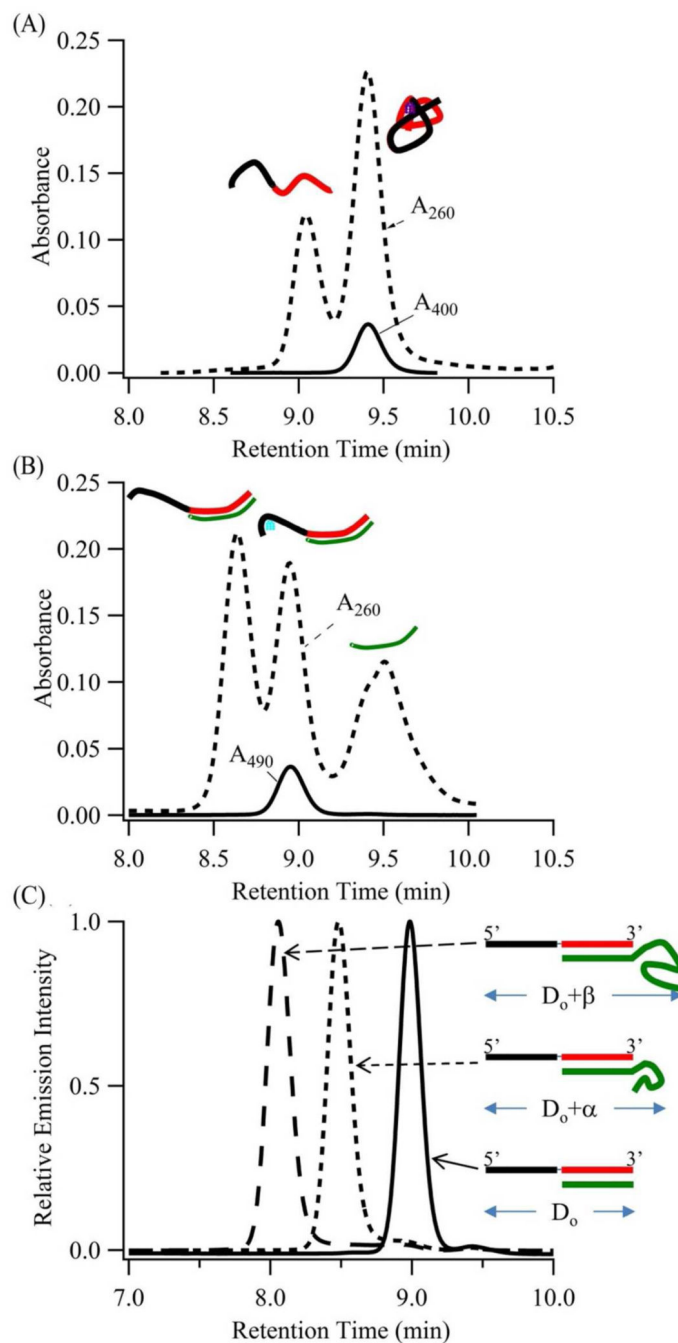 (A)
0.25
0.20
0.15
0.10
0.05
0.00
Absorbance
A260
A400
8.0 8.5 9.0 9.5 10.0 10.5
Retention Time (min)
(B)
0.25
0.20
0.15
0.10
0.05
0.00
Absorbance
A260
A490
8.0 8.5 9.0 9.5 10.0 10.5
Retention Time (min)
(C)
1.0
0.5
0.0
Relative Emission Intensity
5’ 3’
Do+β
5’ 3’
Do+α
5’ 3’
Do
7.0 8.0 9.0 10.0
Retention Time (min)